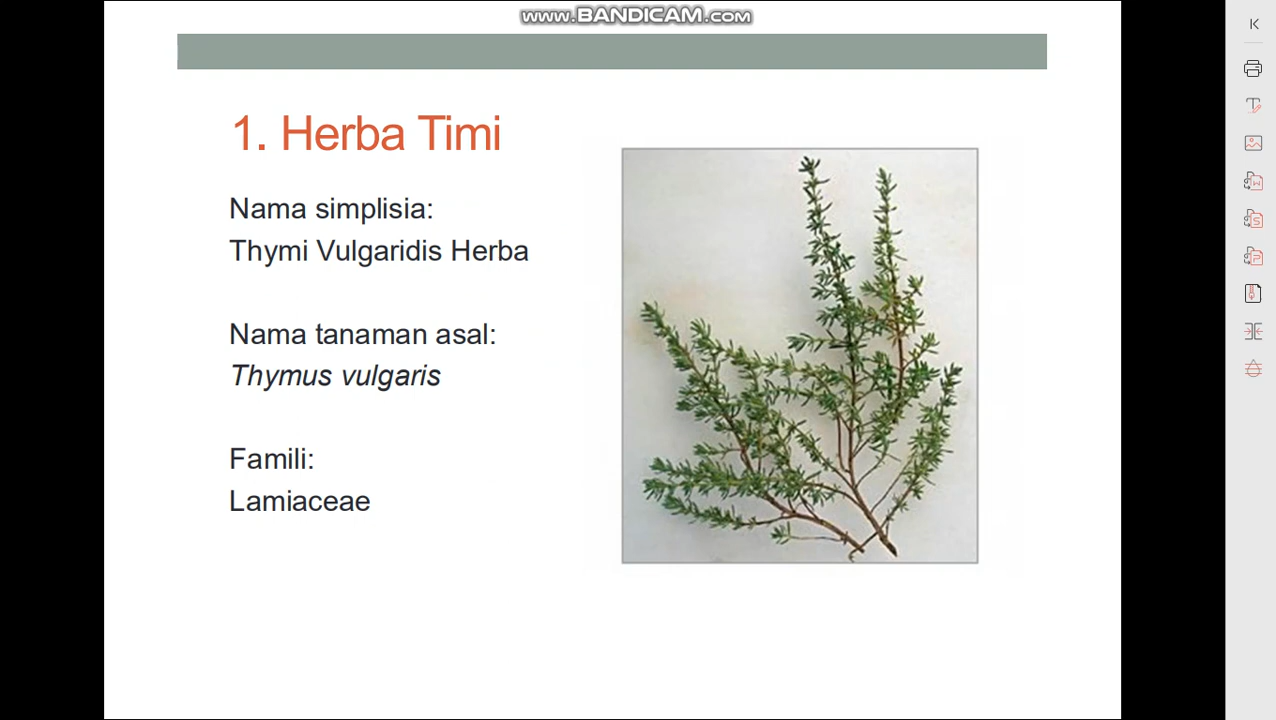 www.BANDICAM.com
1. Herba Timi
Nama simplisia:
Thymi Vulgaridis Herba
Nama tanaman asal:
Thymus vulgaris
Famili:
Lamiaceae